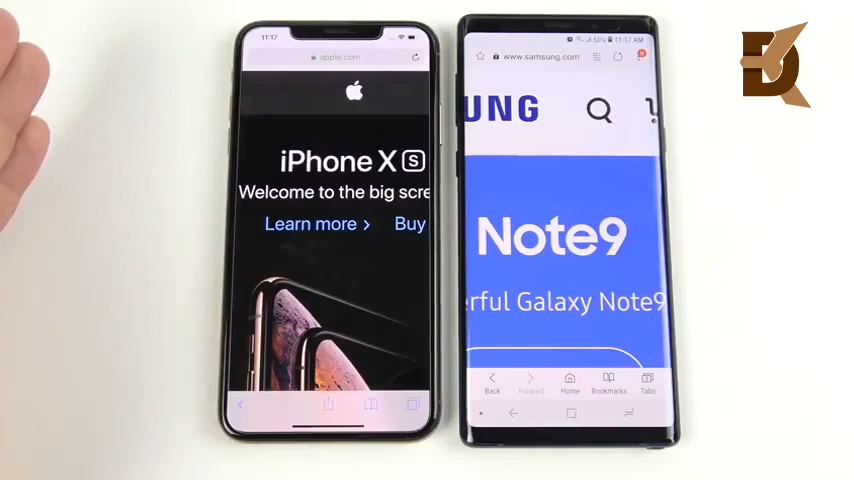 11:17
apple.com
iPhone X S
Welcome to the big scre
Learn more >
Buy
60% 11:17 AM
www.samsung.com
UNG
Note9
erful Galaxy Note9
Back
Forward
Home
Bookmarks
Tabs